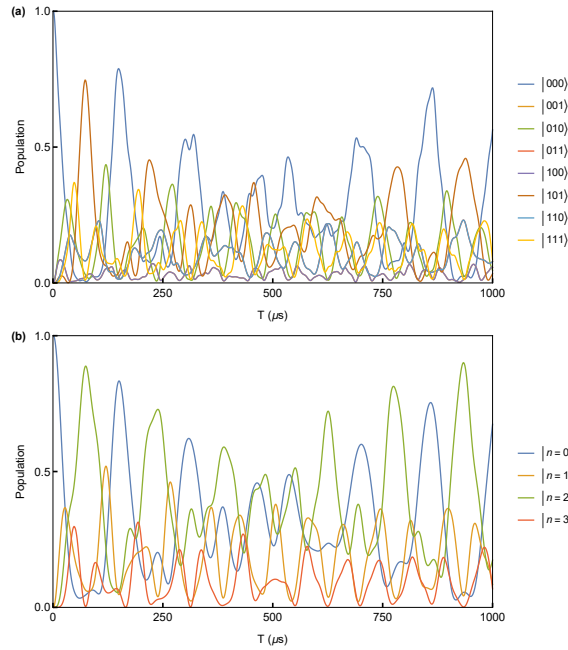 (a)
1.0
0.5
0.0
Population
0
250
500
750
1000
T (μs)
|000⟩
|001⟩
|010⟩
|011⟩
|100⟩
|101⟩
|110⟩
|111⟩
(b)
1.0
0.5
0.0
Population
0
250
500
750
1000
T (μs)
|n = 0
|n = 1
|n = 2
|n = 3